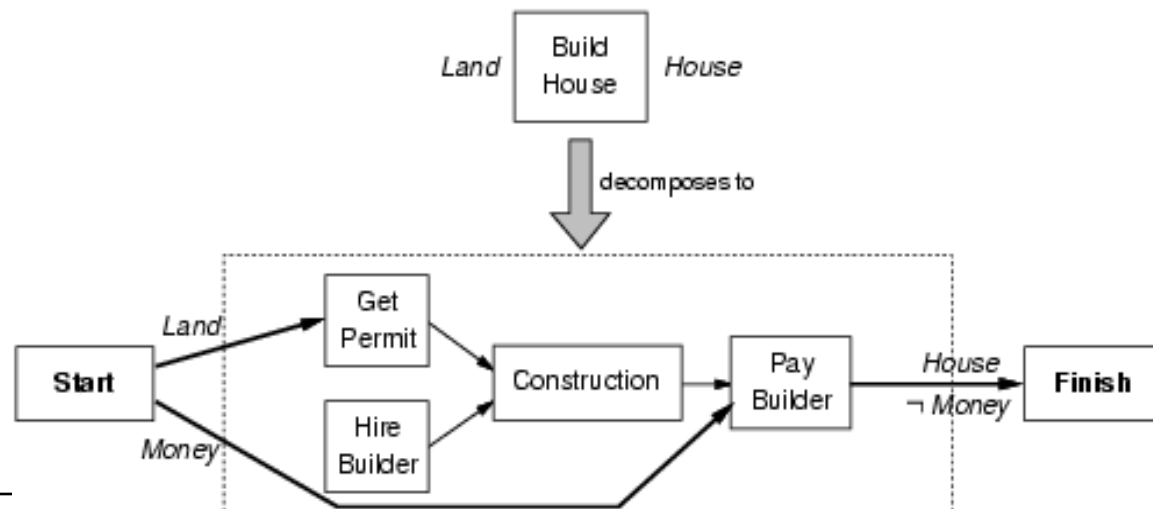 Land
Build
House
House
decomposes to
Land
Get
Permit
Start
Construction
Pay
Builder
House
¬ Money
Finish
Money
Hire
Builder